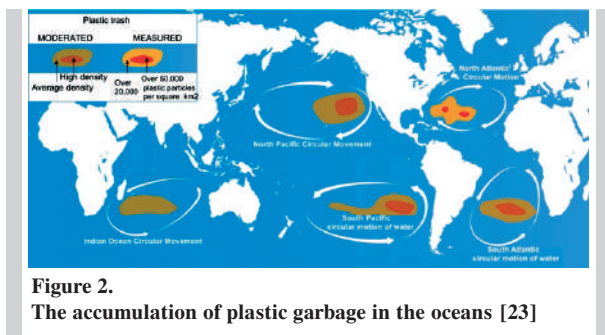 Plastic trash
MODERATED
MEASURED
High density
Average density
Over
20,000
Over 50,000
plastic particles
per square km2
North Atlantic
Circular Motion
North Pacific Circular Movement
Indian Ocean Circular Movement
South Pacific
circular motion of water
South Atlantic
circular motion of water
Figure 2.
The accumulation of plastic garbage in the oceans [23]